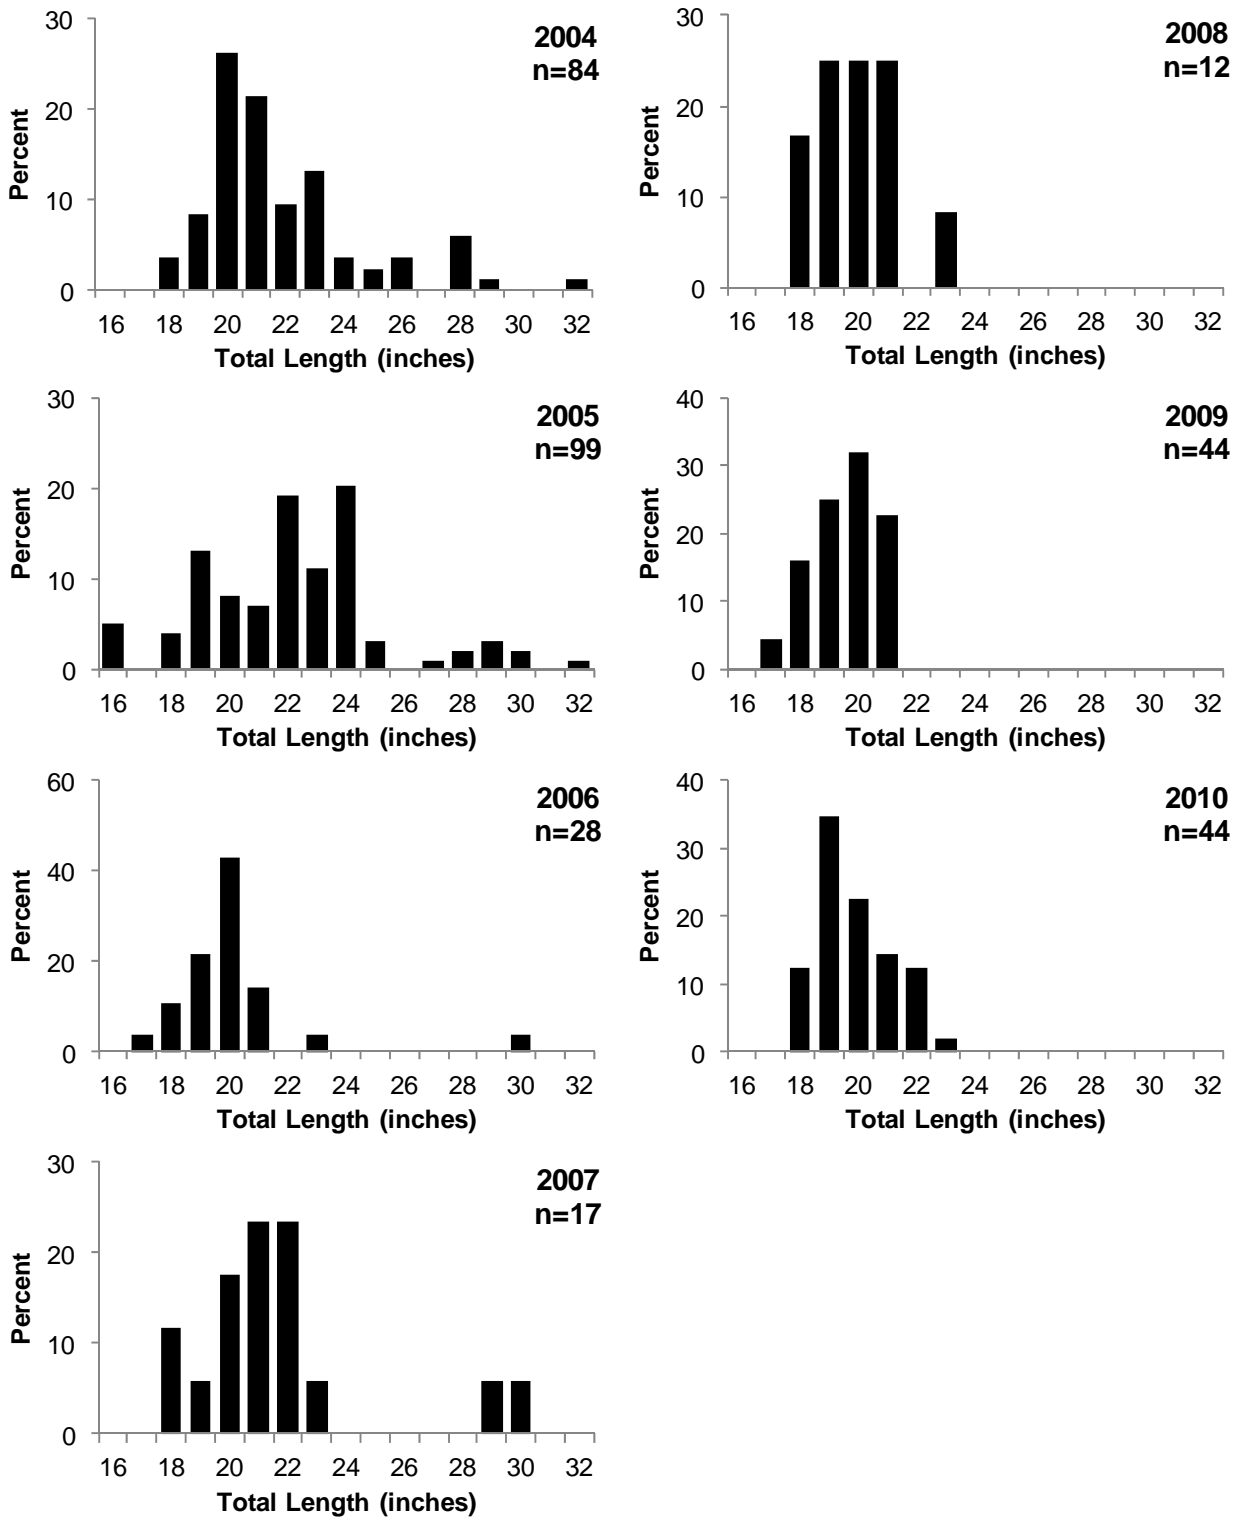 2004
n=84
30
20
10
0
Percent
16 18 20 22 24 26 28 30 32
Total Length (inches)
2008
n=12
30
20
10
0
Percent
16 18 20 22 24 26 28 30 32
Total Length (inches)
2005
n=99
30
20
10
0
Percent
16 18 20 22 24 26 28 30 32
Total Length (inches)
2009
n=44
40
30
20
10
0
Percent
16 18 20 22 24 26 28 30 32
Total Length (inches)
2006
n=28
60
40
20
0
Percent
16 18 20 22 24 26 28 30 32
Total Length (inches)
2010
n=44
40
30
20
10
0
Percent
16 18 20 22 24 26 28 30 32
Total Length (inches)
2007
n=17
30
20
10
0
Percent
16 18 20 22 24 26 28 30 32
Total Length (inches)